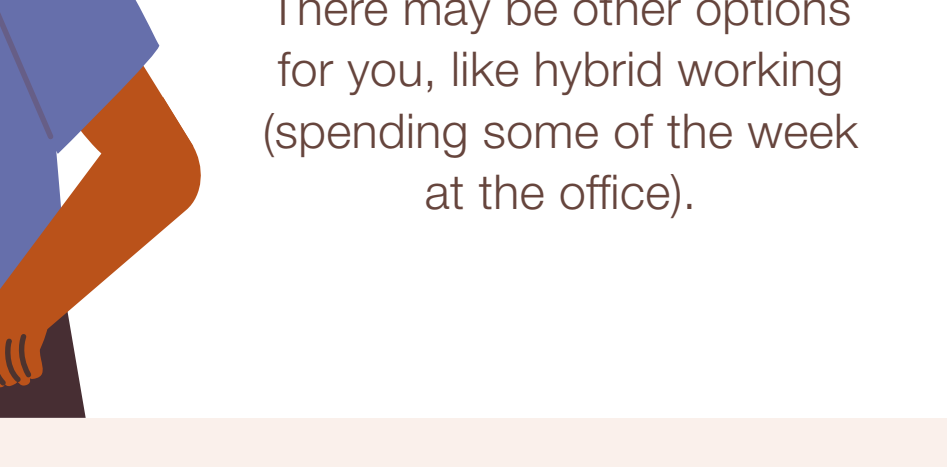 There may be other options
for you, like hybrid working
(spending some of the week
at the office).